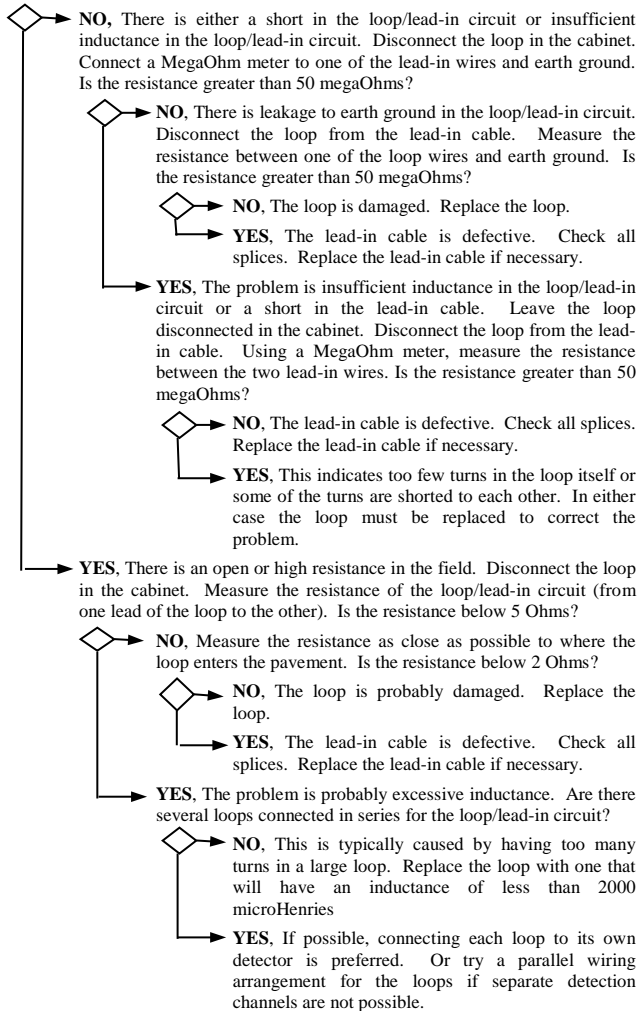 NO, There is either a short in the loop/lead-in circuit or insufficient
inductance in the loop/lead-in circuit. Disconnect the loop in the cabinet.
Connect a MegaOhm meter to one of the lead-in wires and earth ground.
Is the resistance greater than 50 megaOhms?
NO, There is leakage to earth ground in the loop/lead-in circuit.
Disconnect the loop from the lead-in cable. Measure the
resistance between one of the loop wires and earth ground. Is
the resistance greater than 50 megaOhms?
NO, The loop is damaged. Replace the loop.
YES, The lead-in cable is defective. Check all
splices. Replace the lead-in cable if necessary.
YES, The problem is insufficient inductance in the loop/lead-in
circuit or a short in the lead-in cable. Leave the loop
disconnected in the cabinet. Disconnect the loop from the lead-
in cable. Using a MegaOhm meter, measure the resistance
between the two lead-in wires. Is the resistance greater than 50
megaOhms?
NO, The lead-in cable is defective. Check all splices.
Replace the lead-in cable if necessary.
YES, This indicates too few turns in the loop itself or
some of the turns are shorted to each other. In either
case the loop must be replaced to correct the
problem.
YES, There is an open or high resistance in the field. Disconnect the loop
in the cabinet. Measure the resistance of the loop/lead-in circuit (from
one lead of the loop to the other). Is the resistance below 5 Ohms?
NO, Measure the resistance as close as possible to where the
loop enters the pavement. Is the resistance below 2 Ohms?
NO, The loop is probably damaged. Replace the
loop.
YES, The lead-in cable is defective. Check all
splices. Replace the lead-in cable if necessary.
YES, The problem is probably excessive inductance. Are there
several loops connected in series for the loop/lead-in circuit?
NO, This is typically caused by having too many
turns in a large loop. Replace the loop with one that
will have an inductance of less than 2000
microHenries
YES, If possible, connecting each loop to its own
detector is preferred. Or try a parallel wiring
arrangement for the loops if separate detection
channels are not possible.